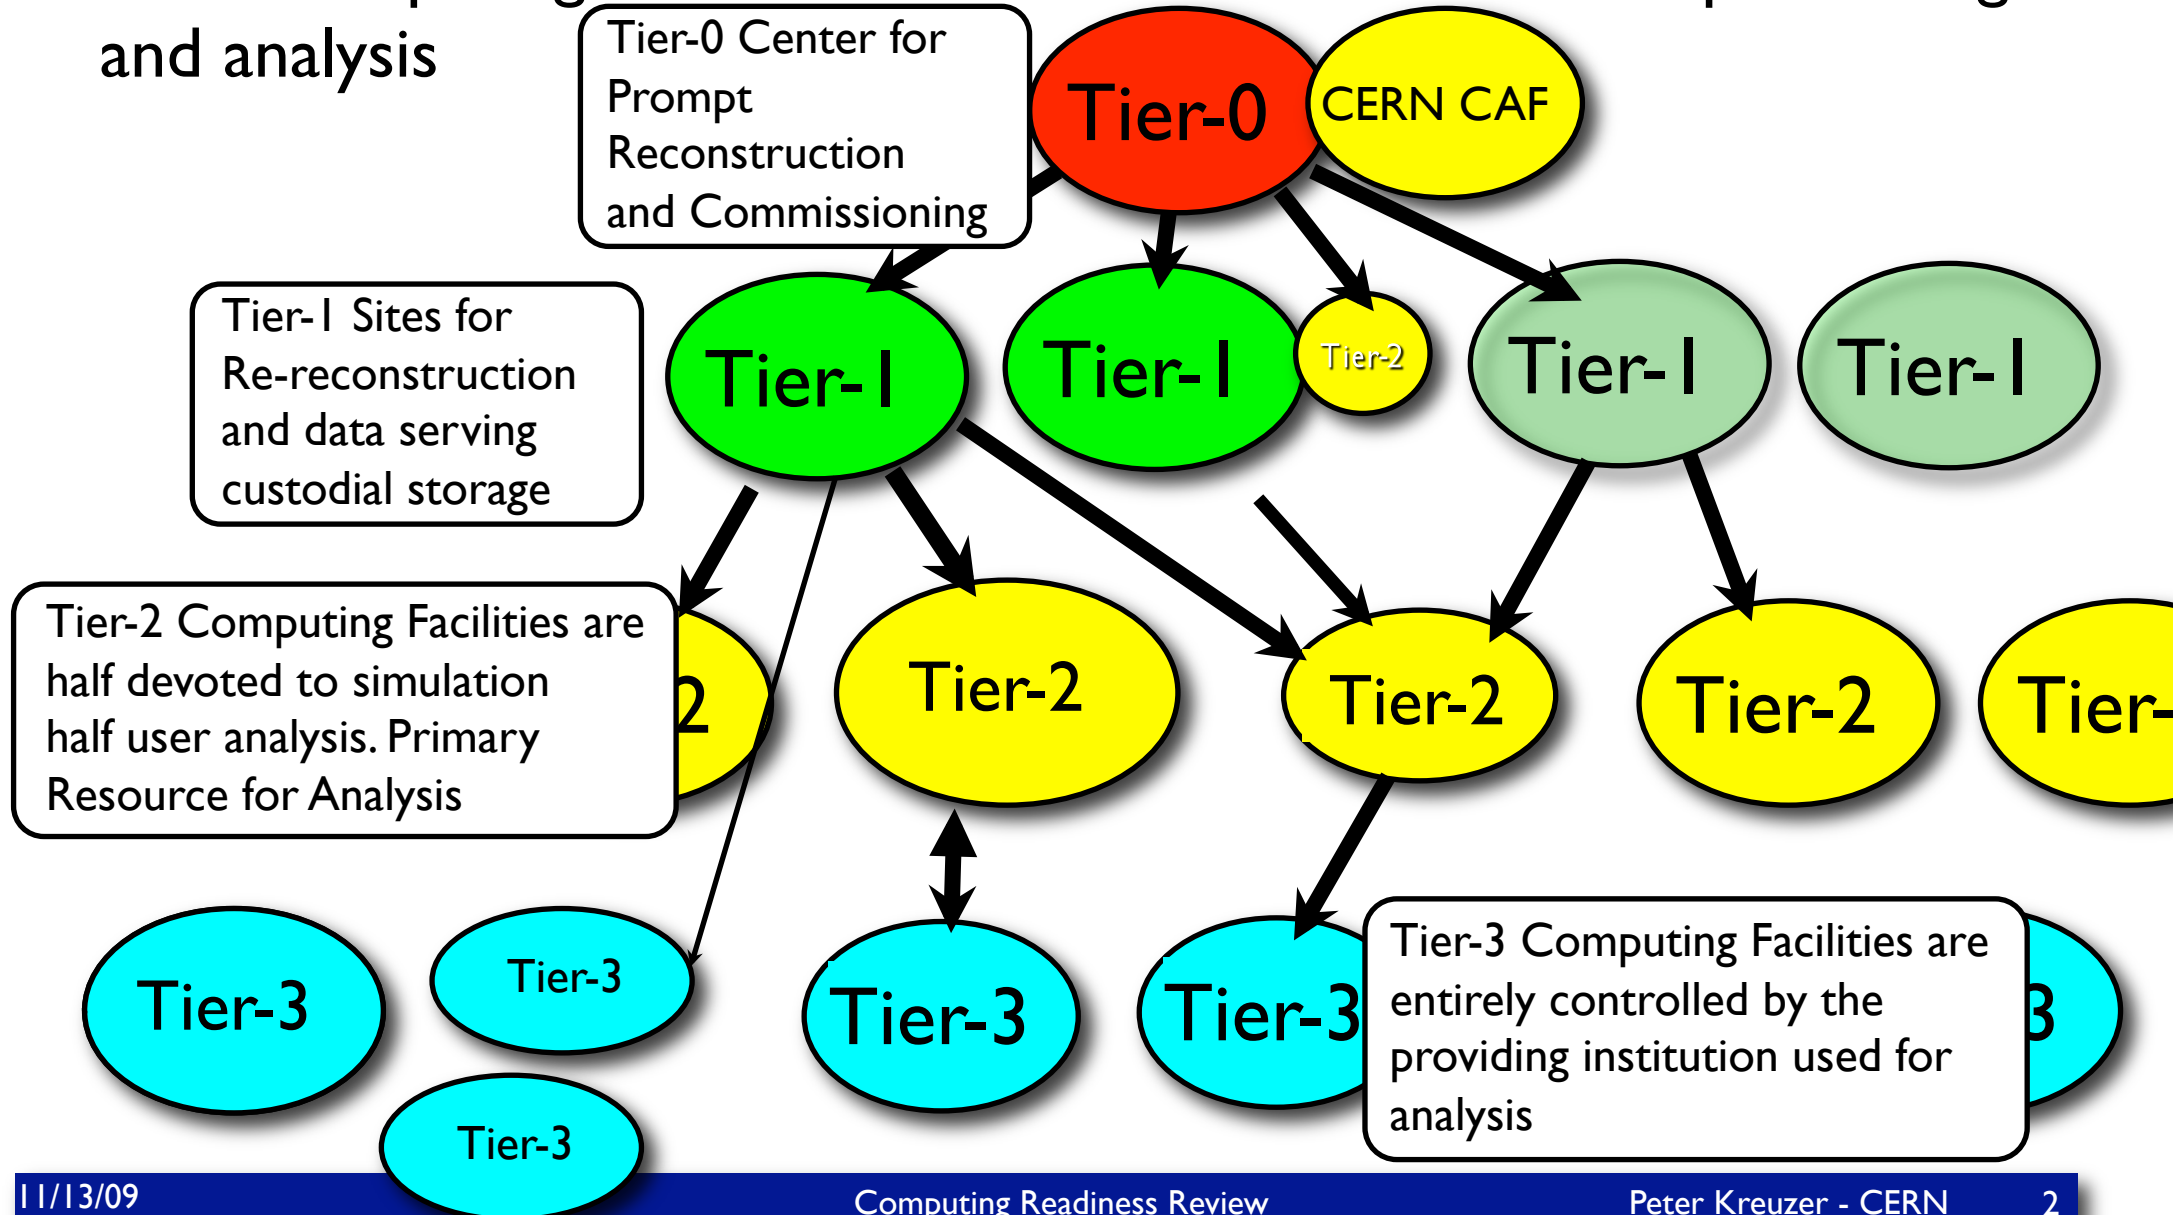 and analysis
Tier-0 Center for
Prompt
Reconstruction
and Commissioning
Tier-0
CERN CAF
Tier-1 Sites for
Re-reconstruction
and data serving
custodial storage
Tier-1
Tier-1
Tier-2
Tier-1
Tier-1
Tier-2 Computing Facilities are
half devoted to simulation
half user analysis. Primary
Resource for Analysis
2
Tier-2
Tier-2
Tier-2
Tier-
Tier-3
Tier-3
Tier-3
Tier-3
Tier-3
Tier-3 Computing Facilities are
entirely controlled by the
providing institution used for
analysis
3
11/13/09
Computing Readiness Review
Peter Kreuzer - CERN
2